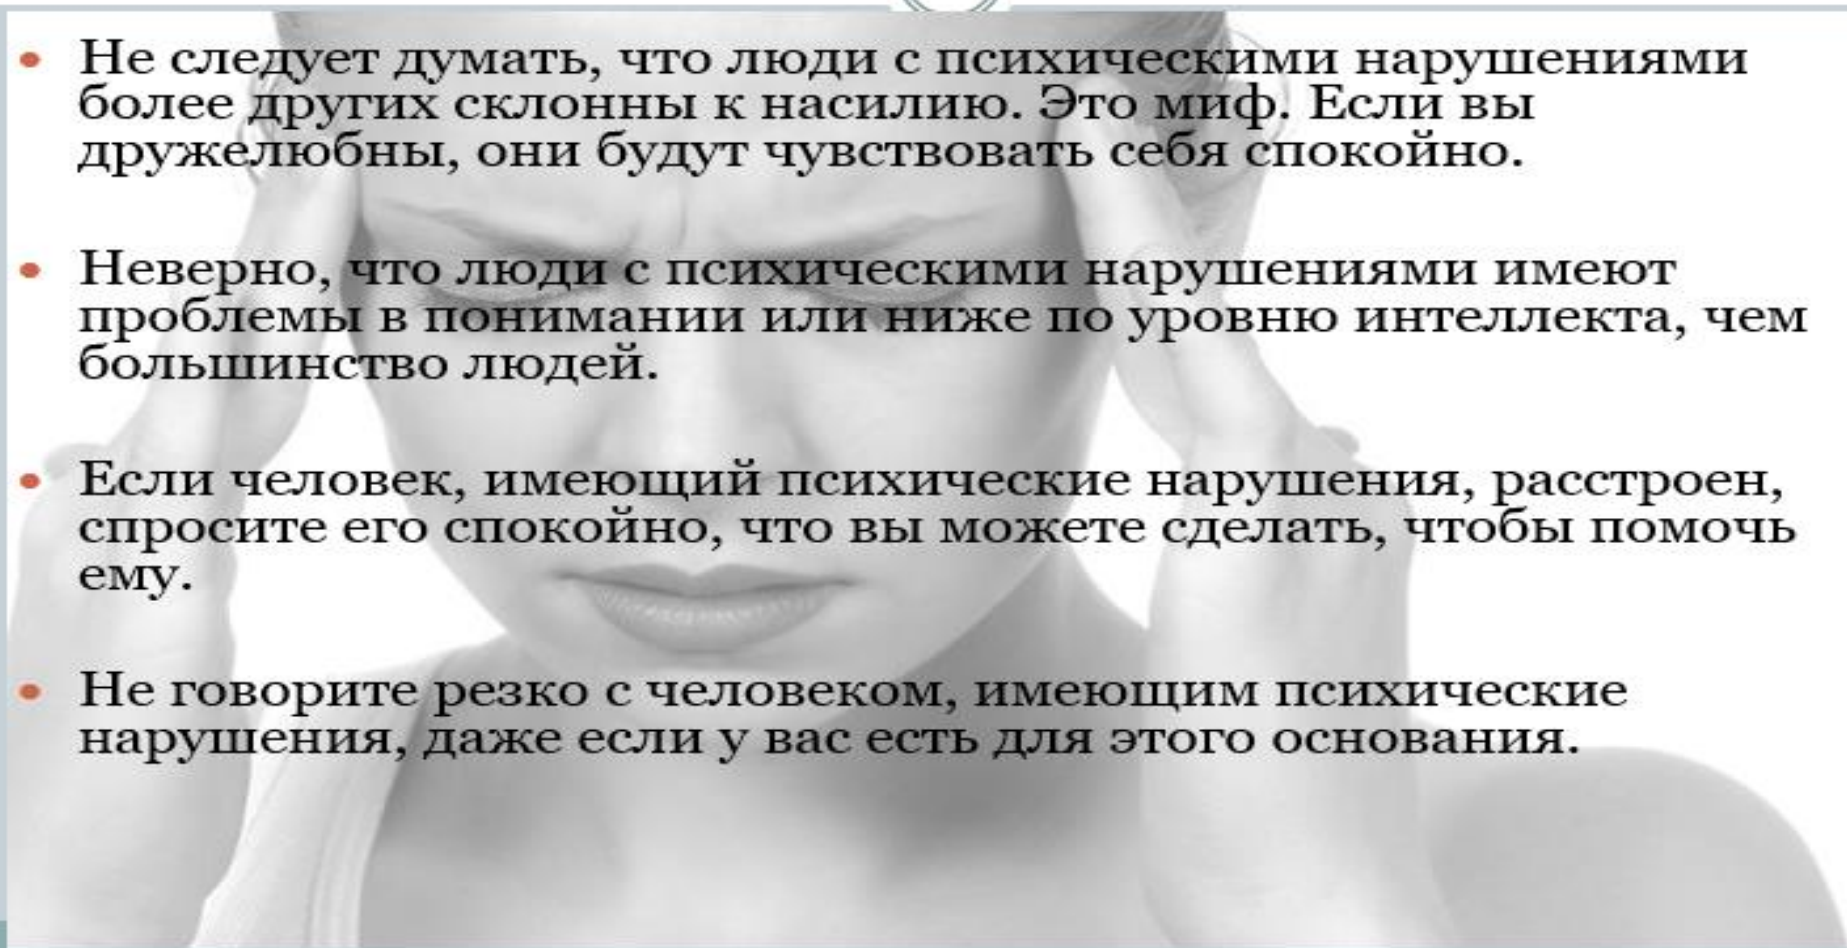 • Не следует думать, что люди с психическими нарушениями
более других склонны к насилию. Это миф. Если вы
дружелюбны, они будут чувствовать себя спокойно.
• Неверно, что люди с психическими нарушениями имеют
проблемы в понимании или ниже по уровню интеллекта, чем
большинство людей.
• Если человек, имеющий психические нарушения, расстроен,
спросите его спокойно, что вы можете сделать, чтобы помочь
ему.
• Не говорите резко с человеком, имеющим психические
нарушения, даже если у вас есть для этого основания.